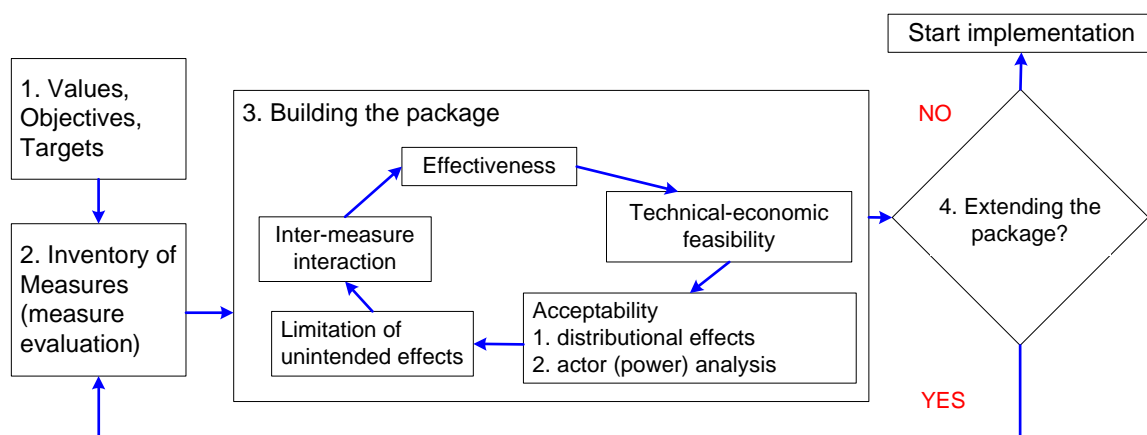 Start implementation
1. Values,
Objectives,
Targets
3. Building the package
NO
Effectiveness
Technical-economic
feasibility
4. Extending the
package?
2. Inventory of
Measures
(measure
evaluation)
Inter-measure
interaction
Acceptability
1. distributional effects
2. actor (power) analysis
Limitation of
unintended effects
YES